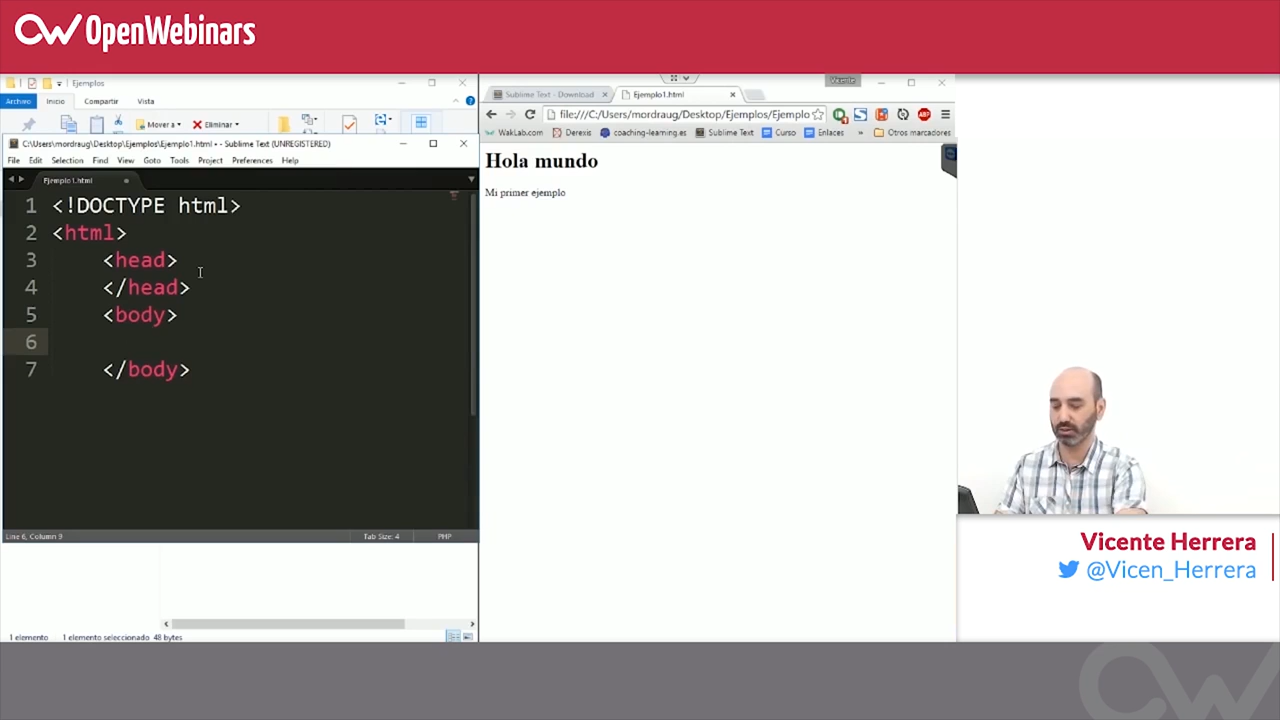 CW OpenWebinars
Ejemplos
Archivo Inicio Compartir Vista
Mover a Eliminar
C:\Users\mordraug\Desktop\Ejemplos\Ejemplo1.html • - Sublime Text (UNREGISTERED)
File Edit Selection Find View Goto Tools Project Preferences Help
Ejemplo1.html
1 <!DOCTYPE html>
2 <html>
3 <head>
4 </head>
5 <body>
6
7 </body>
Line 6, Column 9 Tab Size: 4 PHP
1 elemento 1 elemento seleccionado 48 bytes
Vicente
Sublime Text - Download Ejemplo1.html
file:///C:/Users/mordraug/Desktop/Ejemplos/Ejemplo
WakLab.com Derexis coaching-learning.es Sublime Text Curso Enlaces » Otros marcadores
Hola mundo
Mi primer ejemplo
Vicente Herrera
@Vicen_Herrera
CW